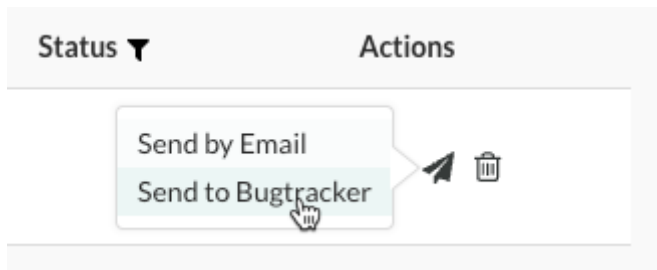 Status Actions
Send by Email
Send to Bugtracker